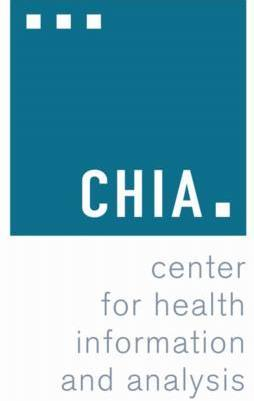 CHIA.
center
for health
information
and analysis